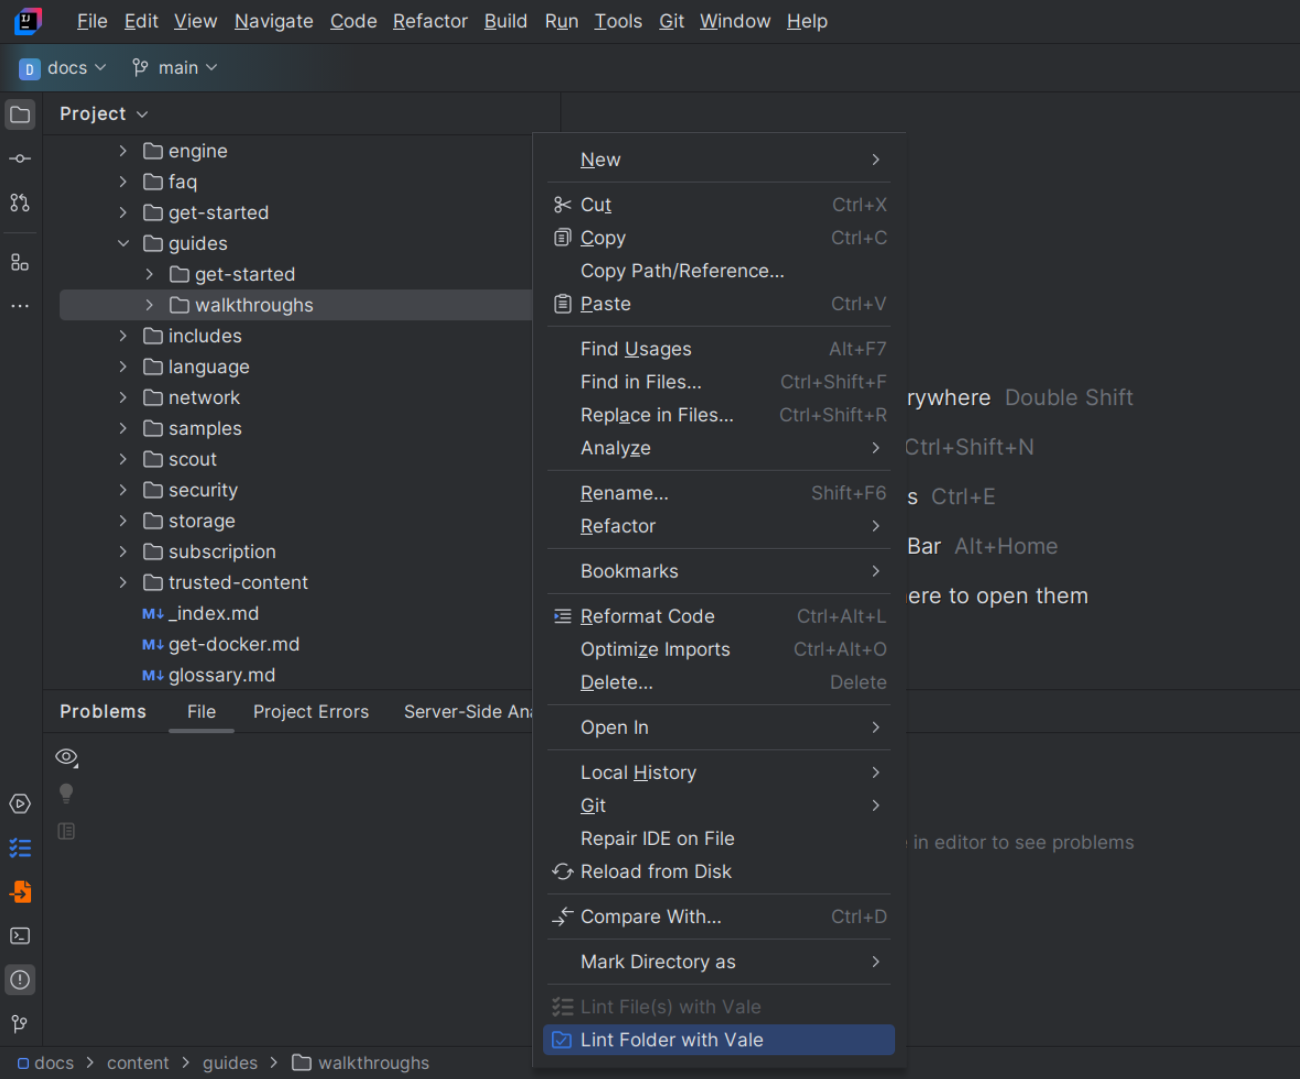 File Edit View Navigate Code Refactor Build Run Tools Git Window Help
D docs main
Project
engine
faq
get-started
guides
get-started
walkthroughs
includes
language
network
samples
scout
security
storage
subscription
trusted-content
M↓ _index.md
M↓ get-docker.md
M↓ glossary.md
New
Cut Ctrl+X
Copy Ctrl+C
Copy Path/Reference...
Paste Ctrl+V
Find Usages Alt+F7
Find in Files... Ctrl+Shift+F
Replace in Files... Ctrl+Shift+R
Analyze
Rename... Shift+F6
Refactor
Bookmarks
Reformat Code Ctrl+Alt+L
Optimize Imports Ctrl+Alt+O
Delete... Delete
Open In
Local History
Git
Repair IDE on File
Reload from Disk
Compare With... Ctrl+D
Mark Directory as
Lint File(s) with Vale
Lint Folder with Vale
rywhere Double Shift
Ctrl+Shift+N
s Ctrl+E
Bar Alt+Home
ere to open them
Problems File Project Errors Server-Side Ana
in editor to see problems
docs > content > guides > walkthroughs